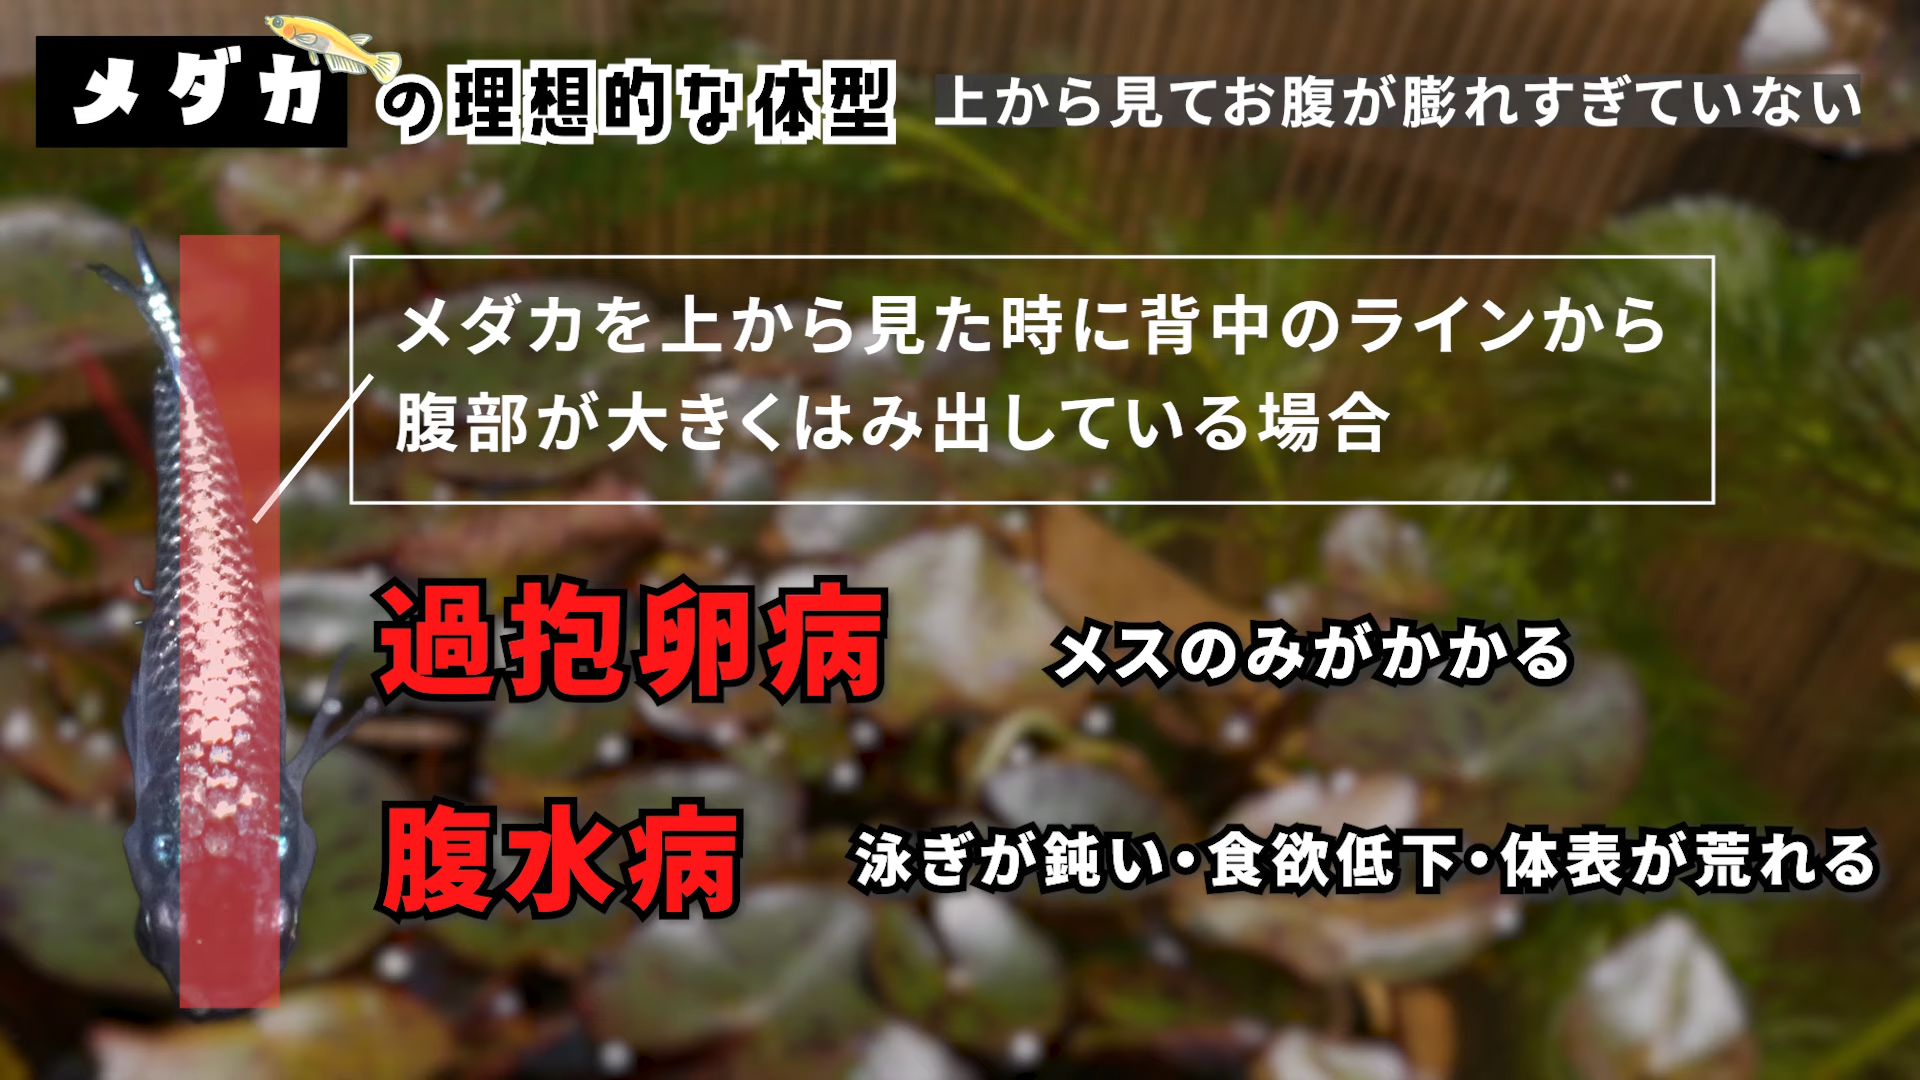 メダカの理想的な体型
上から見てお腹が膨れすぎていない
メダカを上から見た時に背中のラインから
腹部が大きくはみ出している場合
過抱卵病
メスのみがかかる
腹水病
泳ぎが鈍い・食欲低下・体表が荒れる